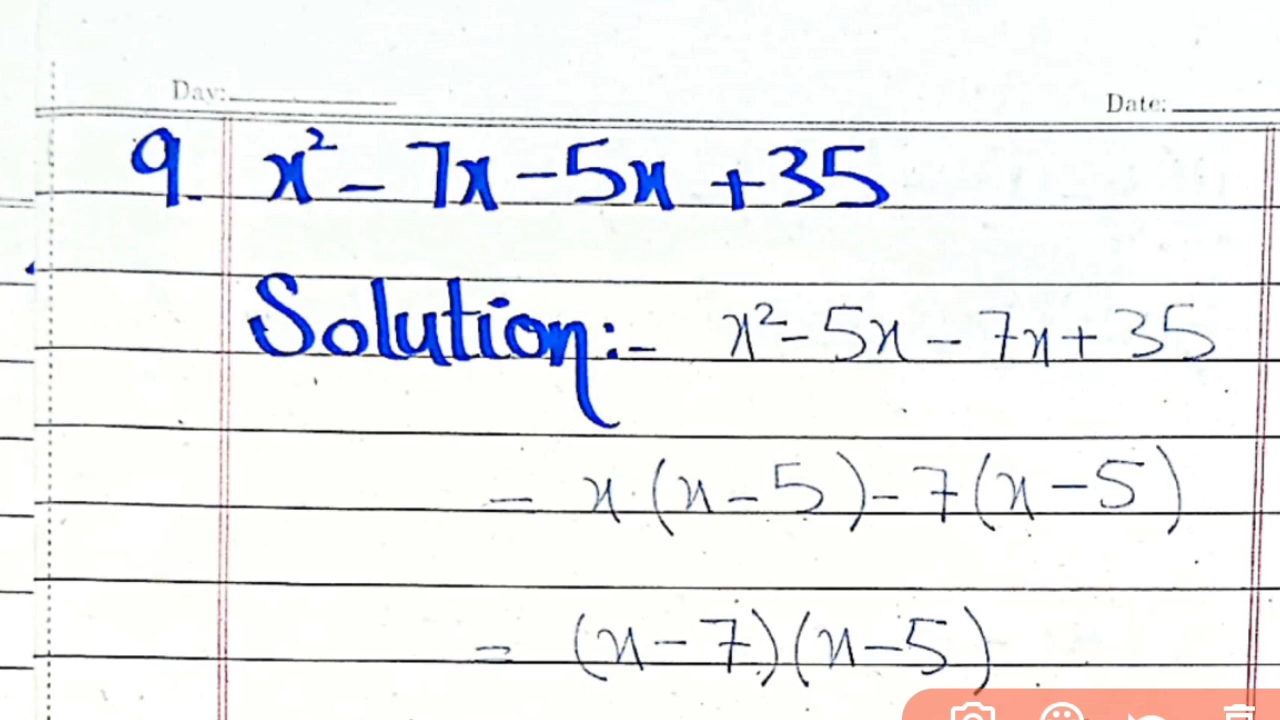 Day:
Date:
9. x² - 7x - 5x + 35
Solution:- x² - 5x - 7x + 35
= x (x - 5) - 7 (x - 5)
= (x - 7) (x - 5)